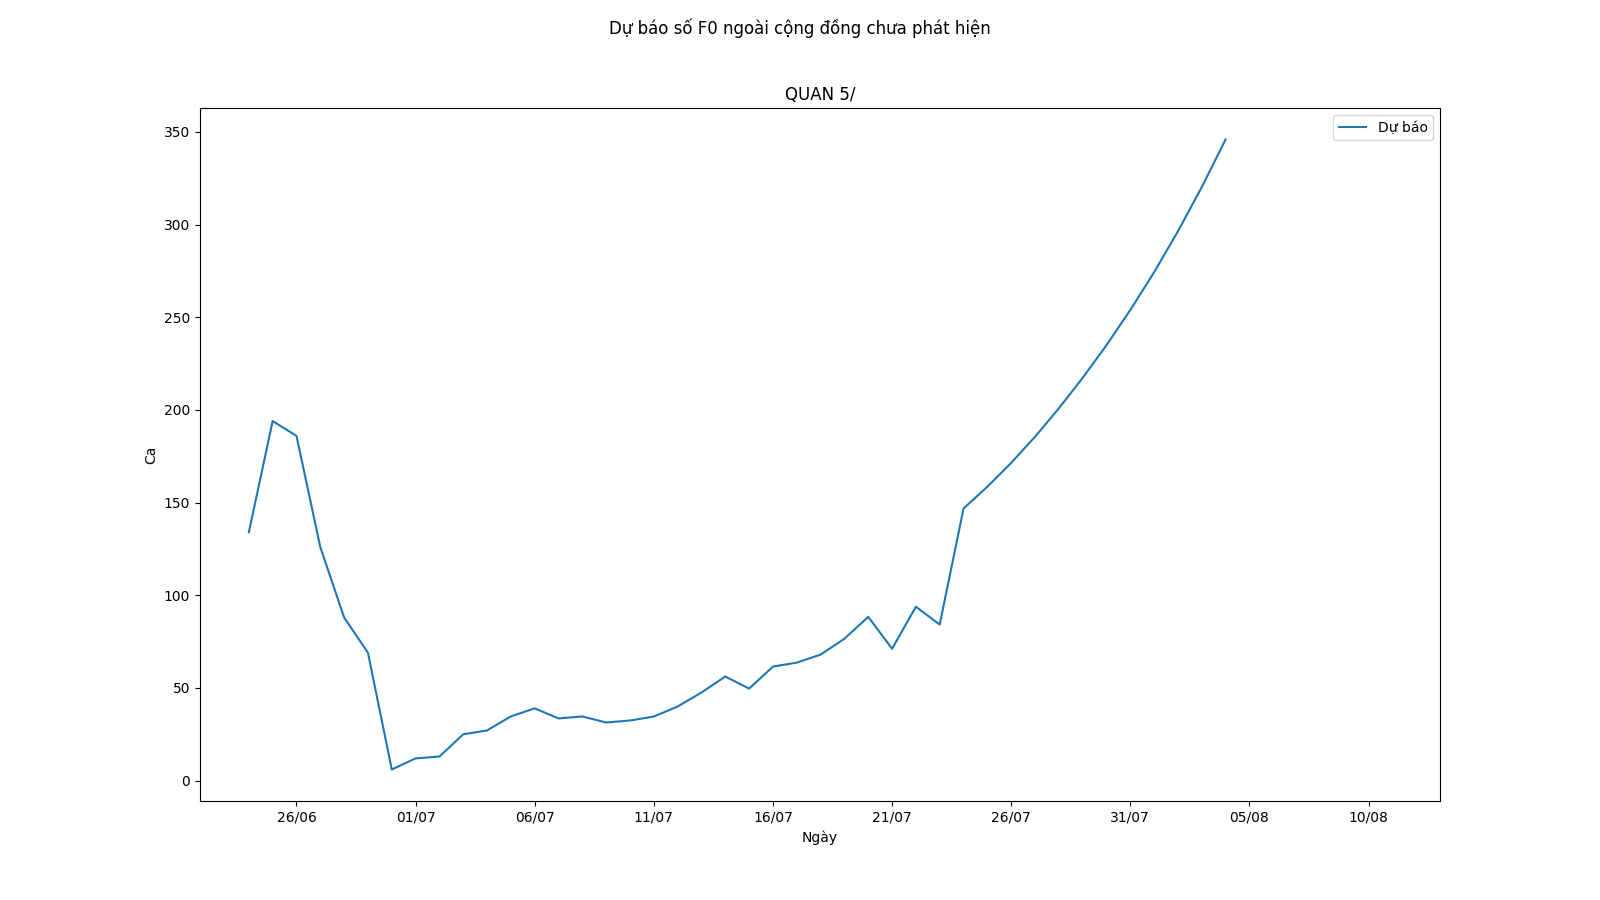 Dự báo số F0 ngoài cộng đồng chưa phát hiện
QUAN 5/
Dự báo
350
300
250
200
150
100
50
0
Ca
26/06 01/07 06/07 11/07 16/07 21/07 26/07 31/07 05/08 10/08
Ngày